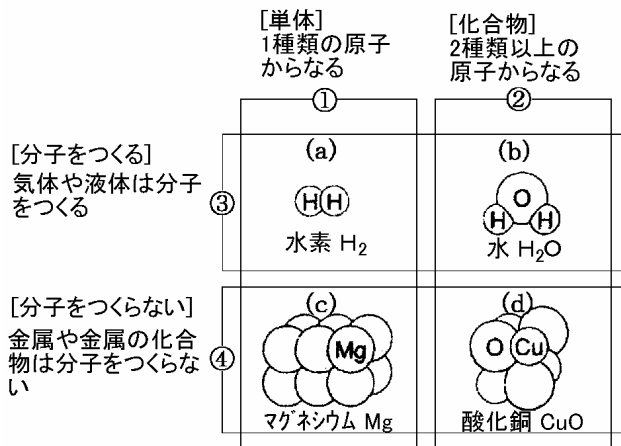 [単体]
1種類の原子
からなる
[化合物]
2種類以上の
原子からなる
①
②
[分子をつくる]
気体や液体は分子
をつくる
③
(a)
HH
水素 H₂
(b)
O
H H
水 H₂O
[分子をつくらない]
金属や金属の化合
物は分子をつくらな
い
④
(c)
Mg
マグネシウム Mg
(d)
O Cu
酸化銅 CuO